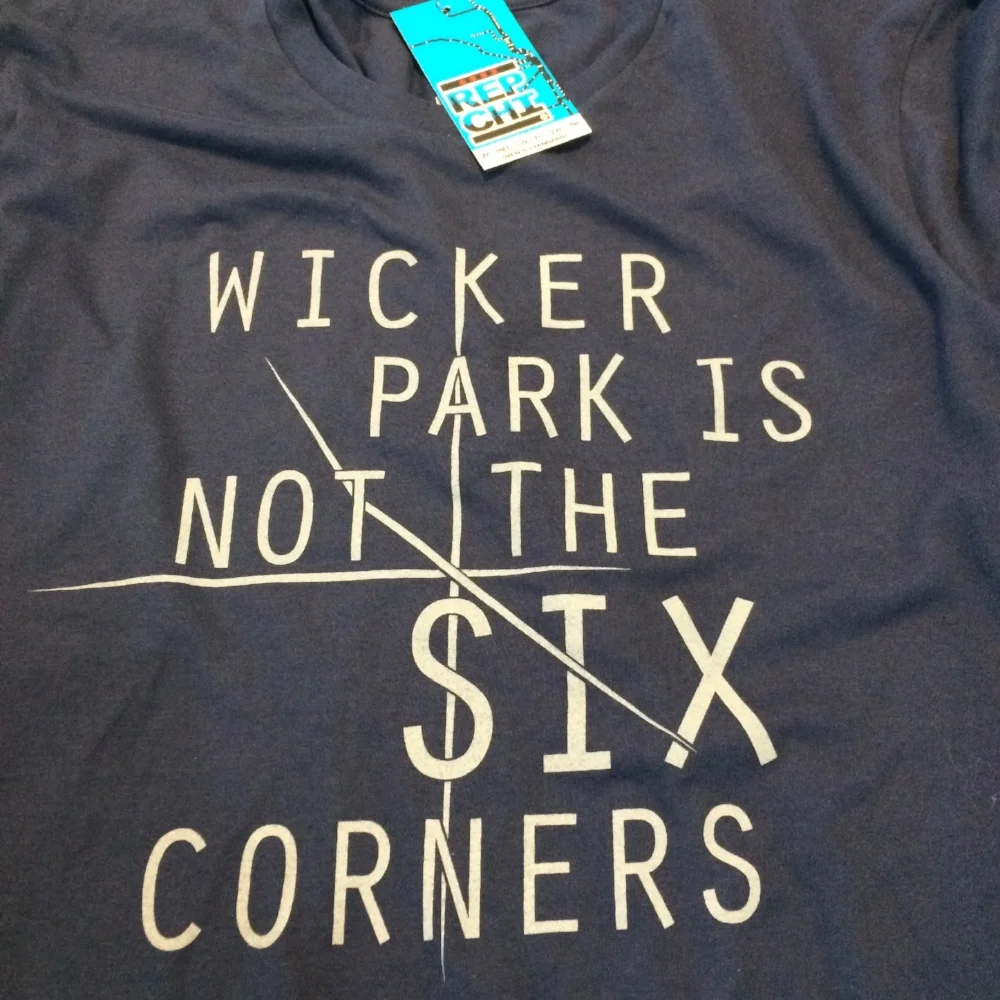 REP
CHI
WICKER
PARK IS
NOT THE
SIX
CORNERS